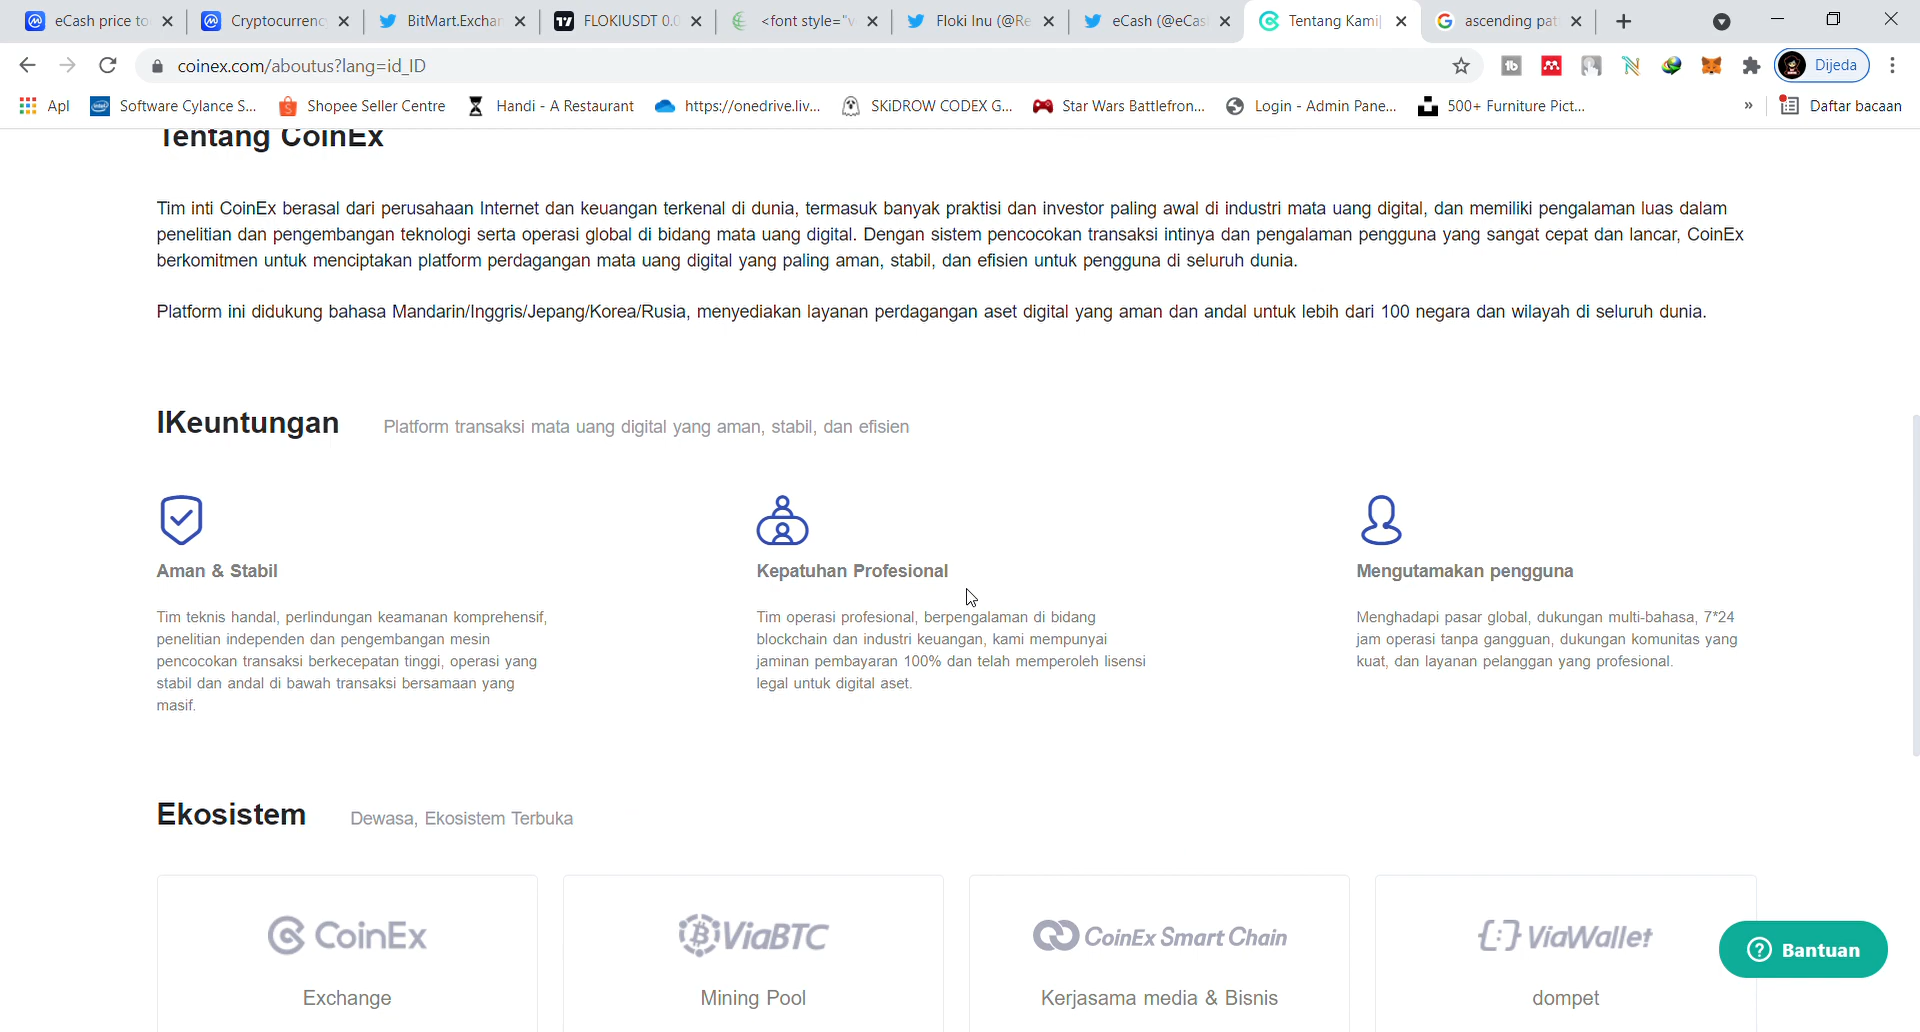 eCash price to
Cryptocurrenc
BitMart.Exchan
FLOKIUSDT 0.0
<font style="v
Floki Inu (@Re
eCash (@eCas
Tentang Kami|
ascending pat
coinex.com/aboutus?lang=id_ID
Dijeda
Apl
Software Cylance S...
Shopee Seller Centre
Handi - A Restaurant
https://onedrive.liv...
SKiDROW CODEX G...
Star Wars Battlefron...
Login - Admin Pane...
500+ Furniture Pict...
»
Daftar bacaan
Tentang CoinEx
Tim inti CoinEx berasal dari perusahaan Internet dan keuangan terkenal di dunia, termasuk banyak praktisi dan investor paling awal di industri mata uang digital, dan memiliki pengalaman luas dalam
penelitian dan pengembangan teknologi serta operasi global di bidang mata uang digital. Dengan sistem pencocokan transaksi intinya dan pengalaman pengguna yang sangat cepat dan lancar, CoinEx
berkomitmen untuk menciptakan platform perdagangan mata uang digital yang paling aman, stabil, dan efisien untuk pengguna di seluruh dunia.
Platform ini didukung bahasa Mandarin/Inggris/Jepang/Korea/Rusia, menyediakan layanan perdagangan aset digital yang aman dan andal untuk lebih dari 100 negara dan wilayah di seluruh dunia.
IKeuntungan
Platform transaksi mata uang digital yang aman, stabil, dan efisien
Aman & Stabil
Tim teknis handal, perlindungan keamanan komprehensif,
penelitian independen dan pengembangan mesin
pencocokan transaksi berkecepatan tinggi, operasi yang
stabil dan andal di bawah transaksi bersamaan yang
masif.
Kepatuhan Profesional
Tim operasi profesional, berpengalaman di bidang
blockchain dan industri keuangan, kami mempunyai
jaminan pembayaran 100% dan telah memperoleh lisensi
legal untuk digital aset.
Mengutamakan pengguna
Menghadapi pasar global, dukungan multi-bahasa, 7*24
jam operasi tanpa gangguan, dukungan komunitas yang
kuat, dan layanan pelanggan yang profesional.
Ekosistem
Dewasa, Ekosistem Terbuka
CoinEx
Exchange
ViaBTC
Mining Pool
CoinEx Smart Chain
Kerjasama media & Bisnis
ViaWallet
dompet
Bantuan